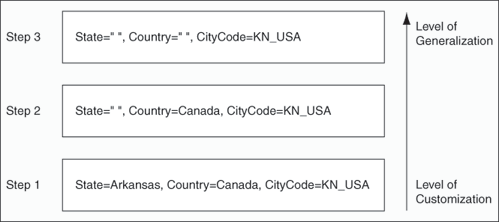 Step 3
State=" ", Country=" ", CityCode=KN_USA
Level of
Generalization
Step 2
State=" ", Country=Canada, CityCode=KN_USA
Step 1
State=Arkansas, Country=Canada, CityCode=KN_USA
Level of
Customization